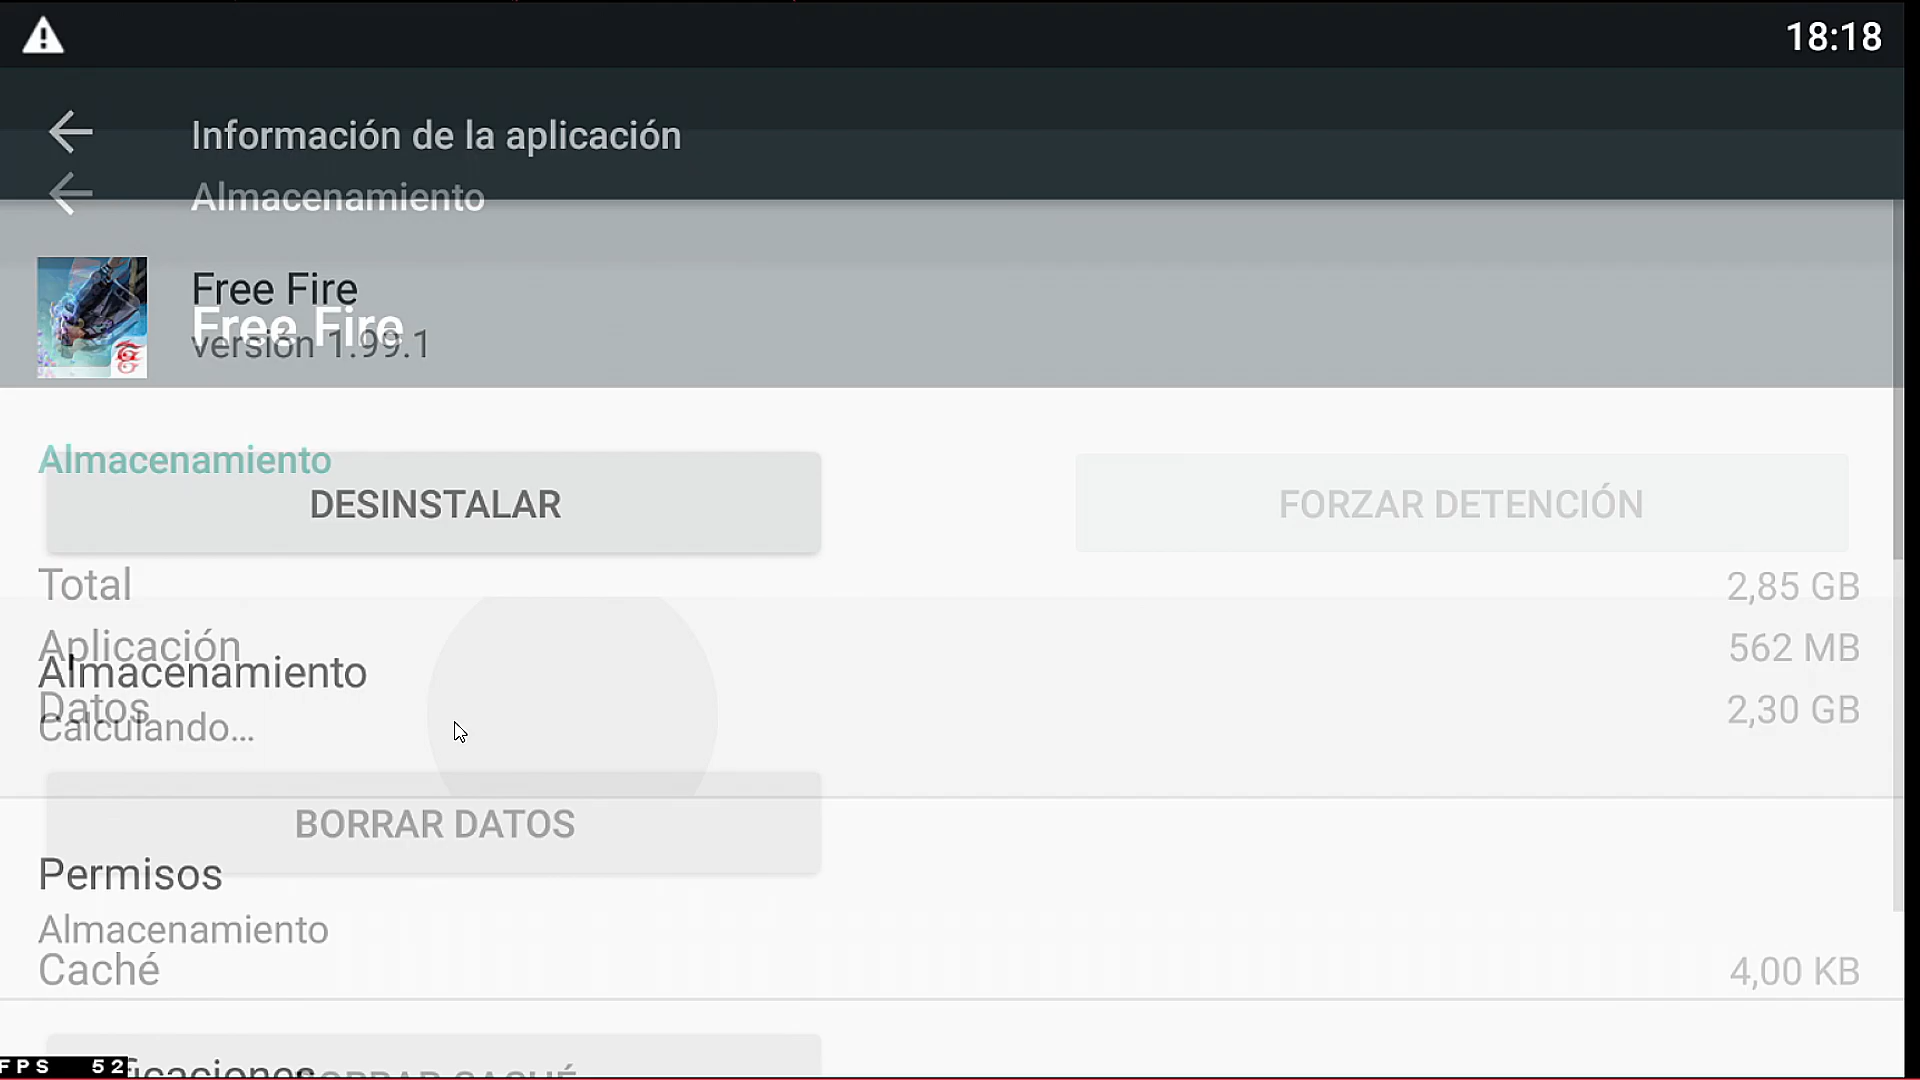 18:18
Información de la aplicación
Almacenamiento
Free Fire
Free Fire
versión 1.99.1
Almacenamiento
DESINSTALAR
FORZAR DETENCIÓN
Total
2,85 GB
Aplicación
562 MB
Almacenamiento
Datos
2,30 GB
Calculando...
BORRAR DATOS
Permisos
Almacenamiento
Caché
4,00 KB
FPS 52